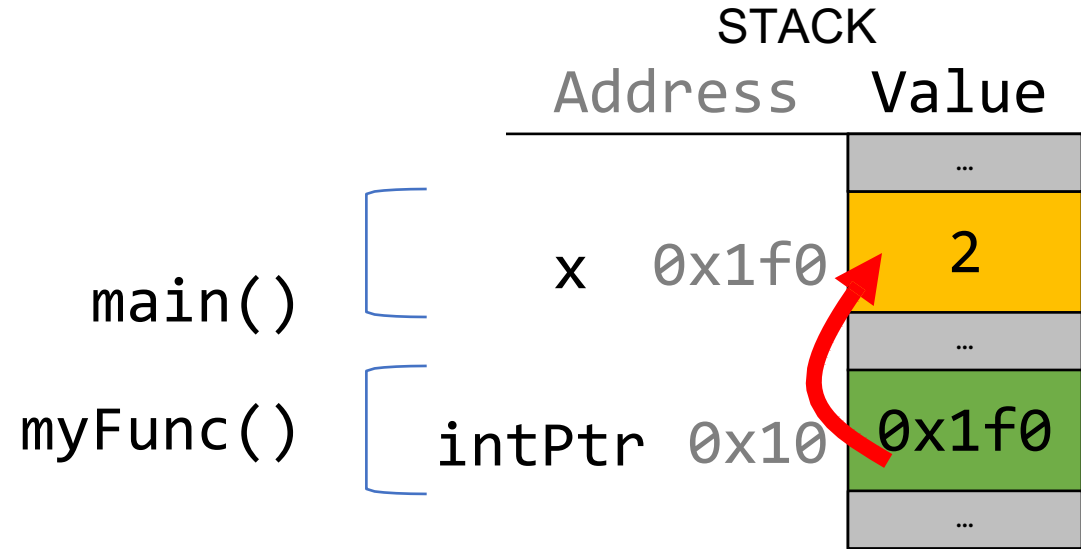 STACK
Address Value
…
main() x 0x1f0 2
…
myFunc() intPtr 0x10 0x1f0
…